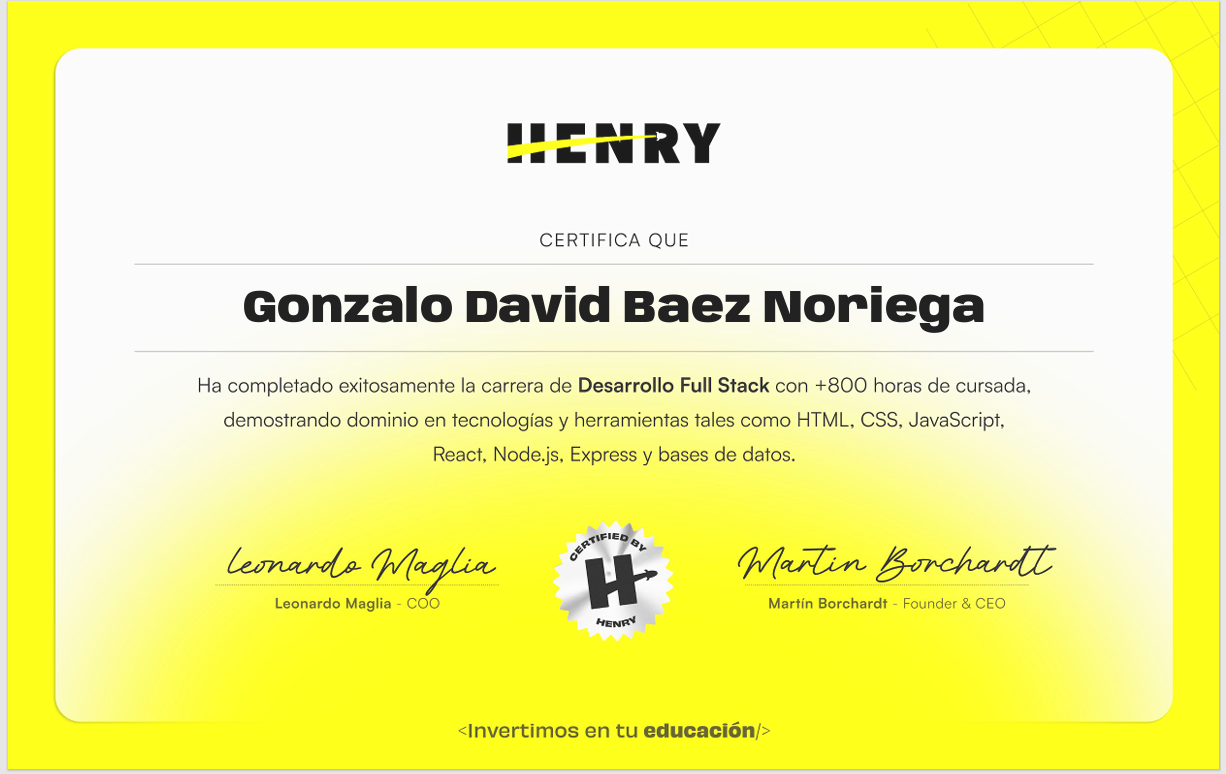 HENRY
CERTIFICA QUE
Gonzalo David Baez Noriega
Ha completado exitosamente la carrera de Desarrollo Full Stack con +800 horas de cursada,
demostrando dominio en tecnologías y herramientas tales como HTML, CSS, JavaScript,
React, Node.js, Express y bases de datos.
Leonardo Maglia
Leonardo Maglia - COO
CERTIFIED BY
H
HENRY
Martin Borchardt
Martín Borchardt - Founder & CEO
<Invertimos en tu educación/>